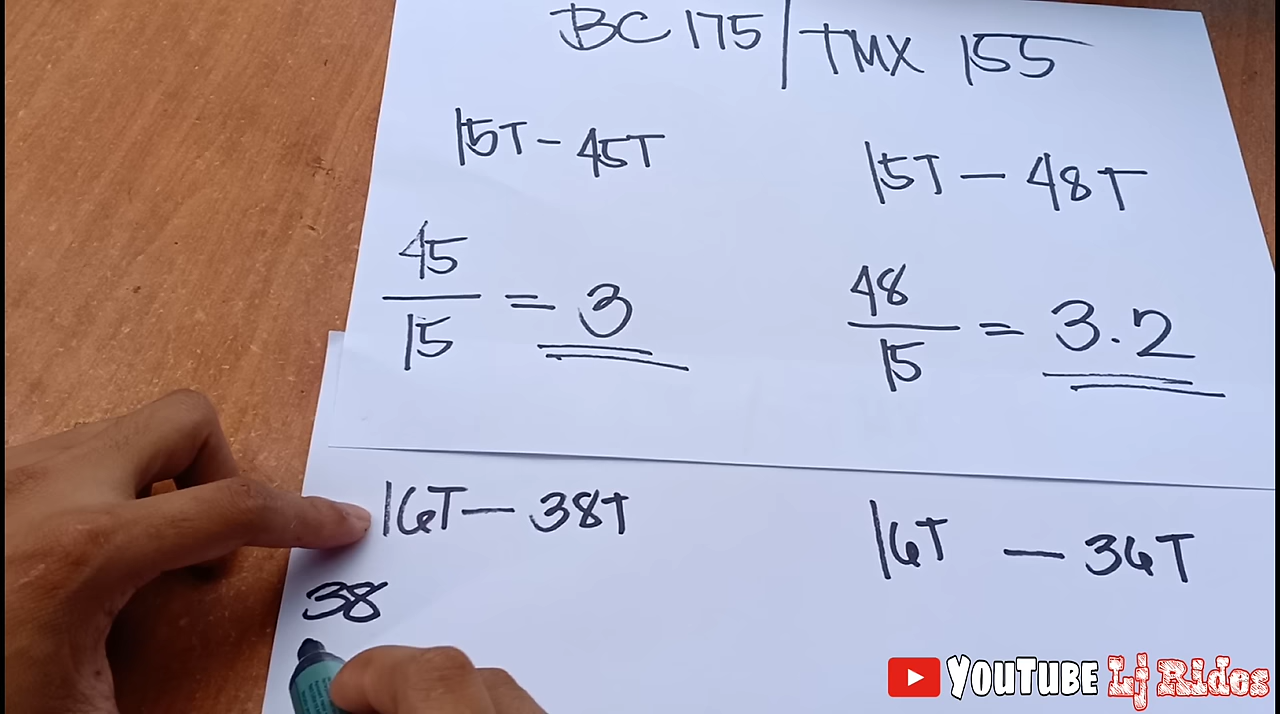 BC 175 | TMX 155
15T - 45T
15T - 48T
45
15
= 3
48
15
= 3.2
16T - 38T
16T - 36T
38
YouTube Lj Rides